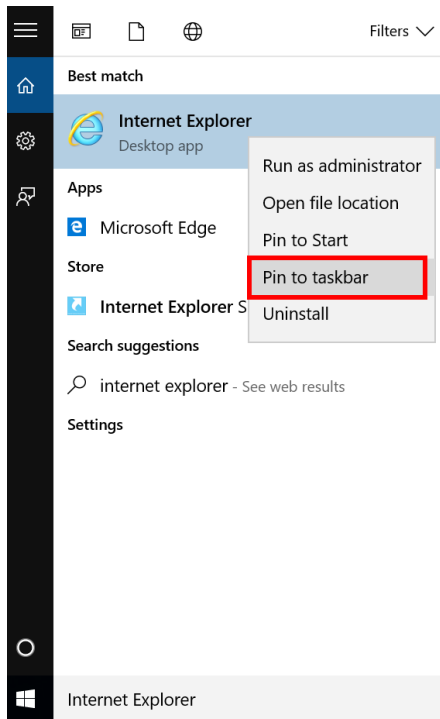 Filters
Best match
Internet Explorer
Desktop app
Run as administrator
Open file location
Pin to Start
Pin to taskbar
Uninstall
Apps
Microsoft Edge
Store
Internet Explorer S
Search suggestions
internet explorer - See web results
Settings
Internet Explorer